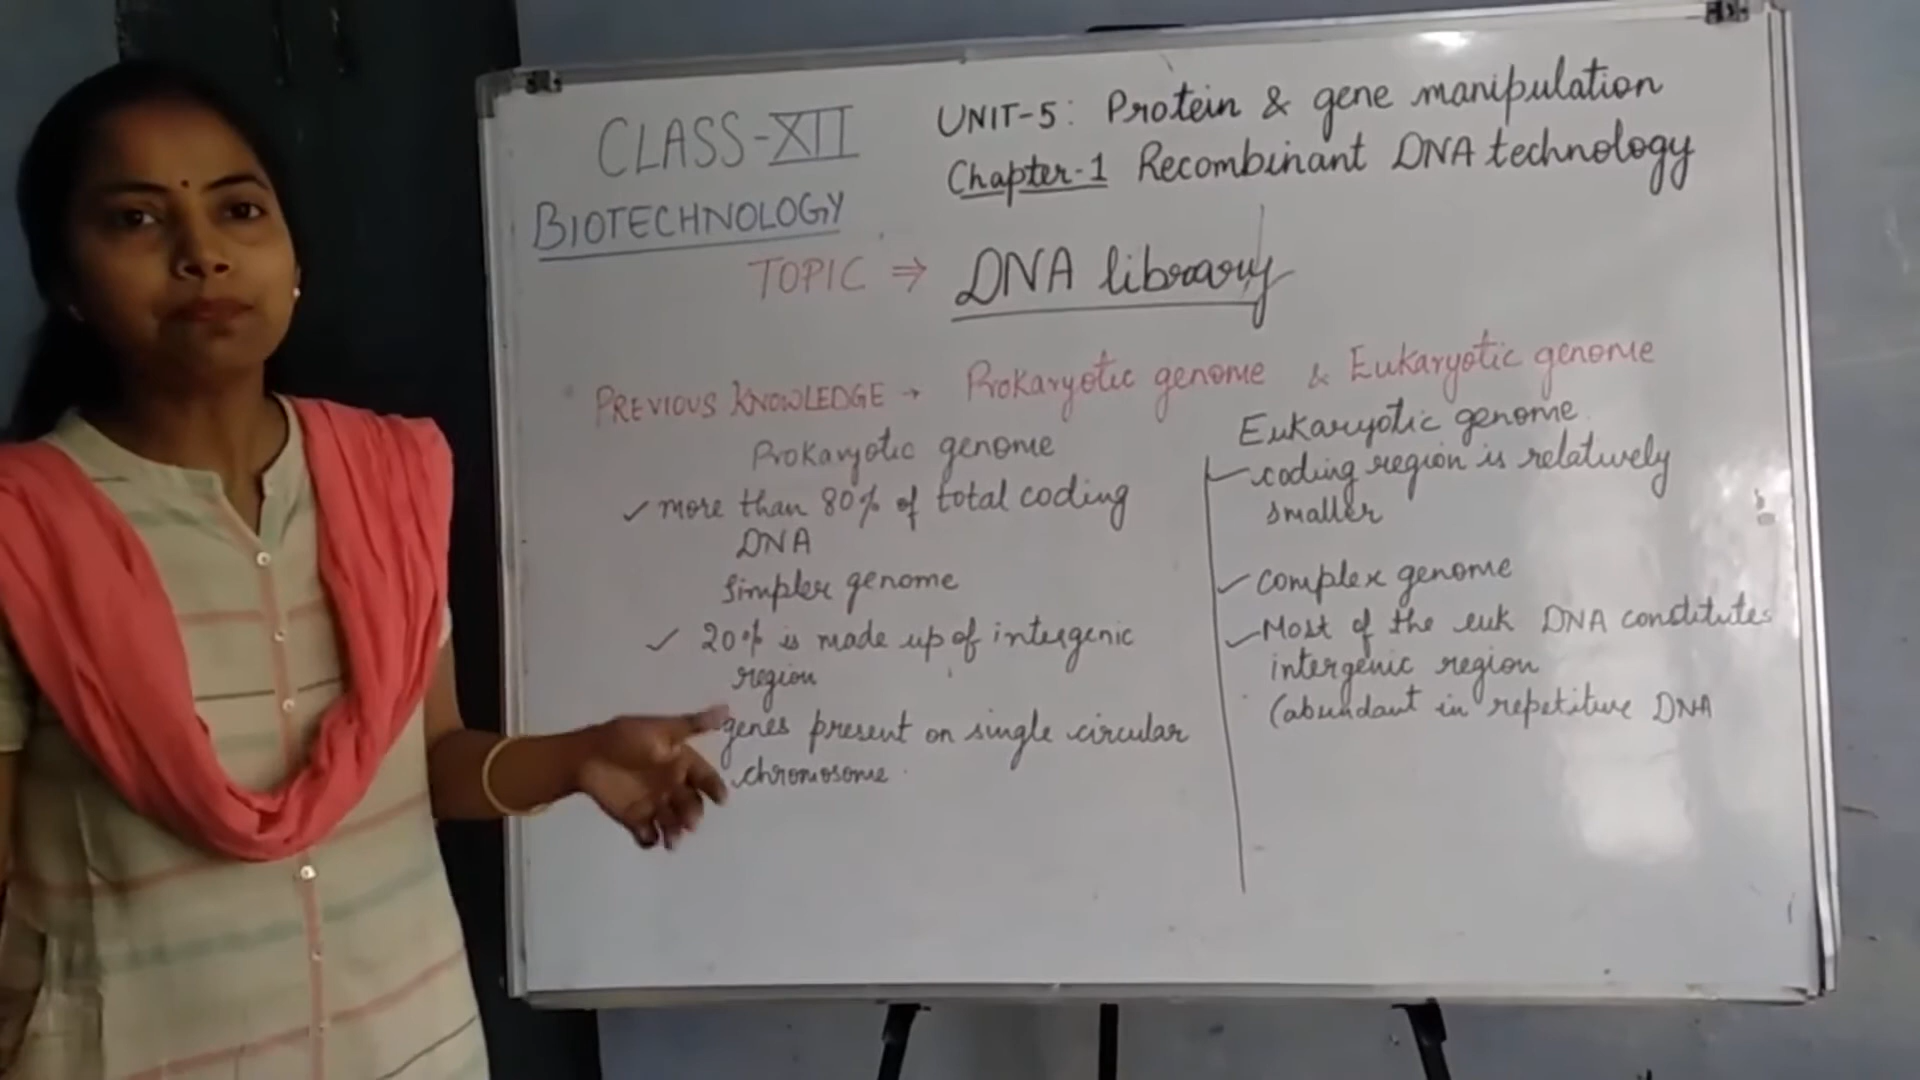 CLASS-XII
BIOTECHNOLOGY
UNIT-5: Protein & gene manipulation
Chapter-1 Recombinant DNA technology
TOPIC ⇒ DNA library
PREVIOUS KNOWLEDGE → Prokaryotic genome & Eukaryotic genome
Prokaryotic genome
✓ more than 80% of total coding
DNA
simpler genome
✓ 20% is made up of intergenic
region
genes present on single circular
chromosome
Eukaryotic genome
coding region is relatively
smaller
✓ complex genome
✓ Most of the euk DNA constitutes
intergenic region
(abundant in repetitive DNA